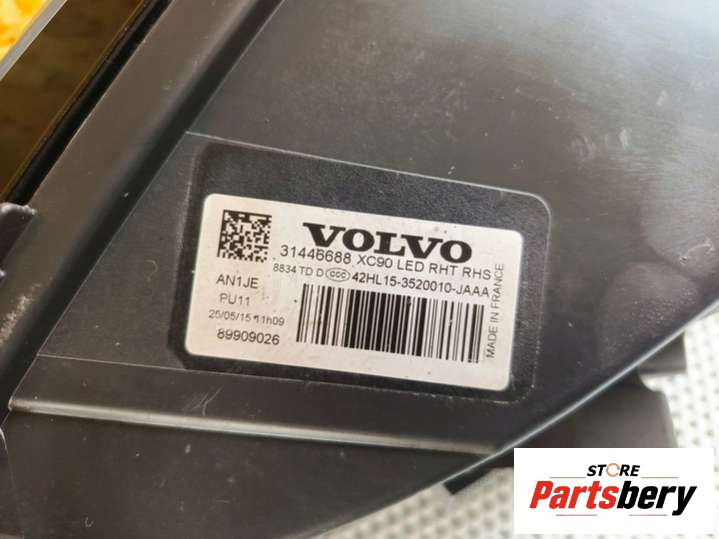 VOLVO
31446688 XC90 LED RHT RHS
8834 TD D CCC 42HL15-3520010-JAAA
AN1JE
PU11
25/05/15 11h09
89909026
MADE IN FRANCE
STORE
Partsbery